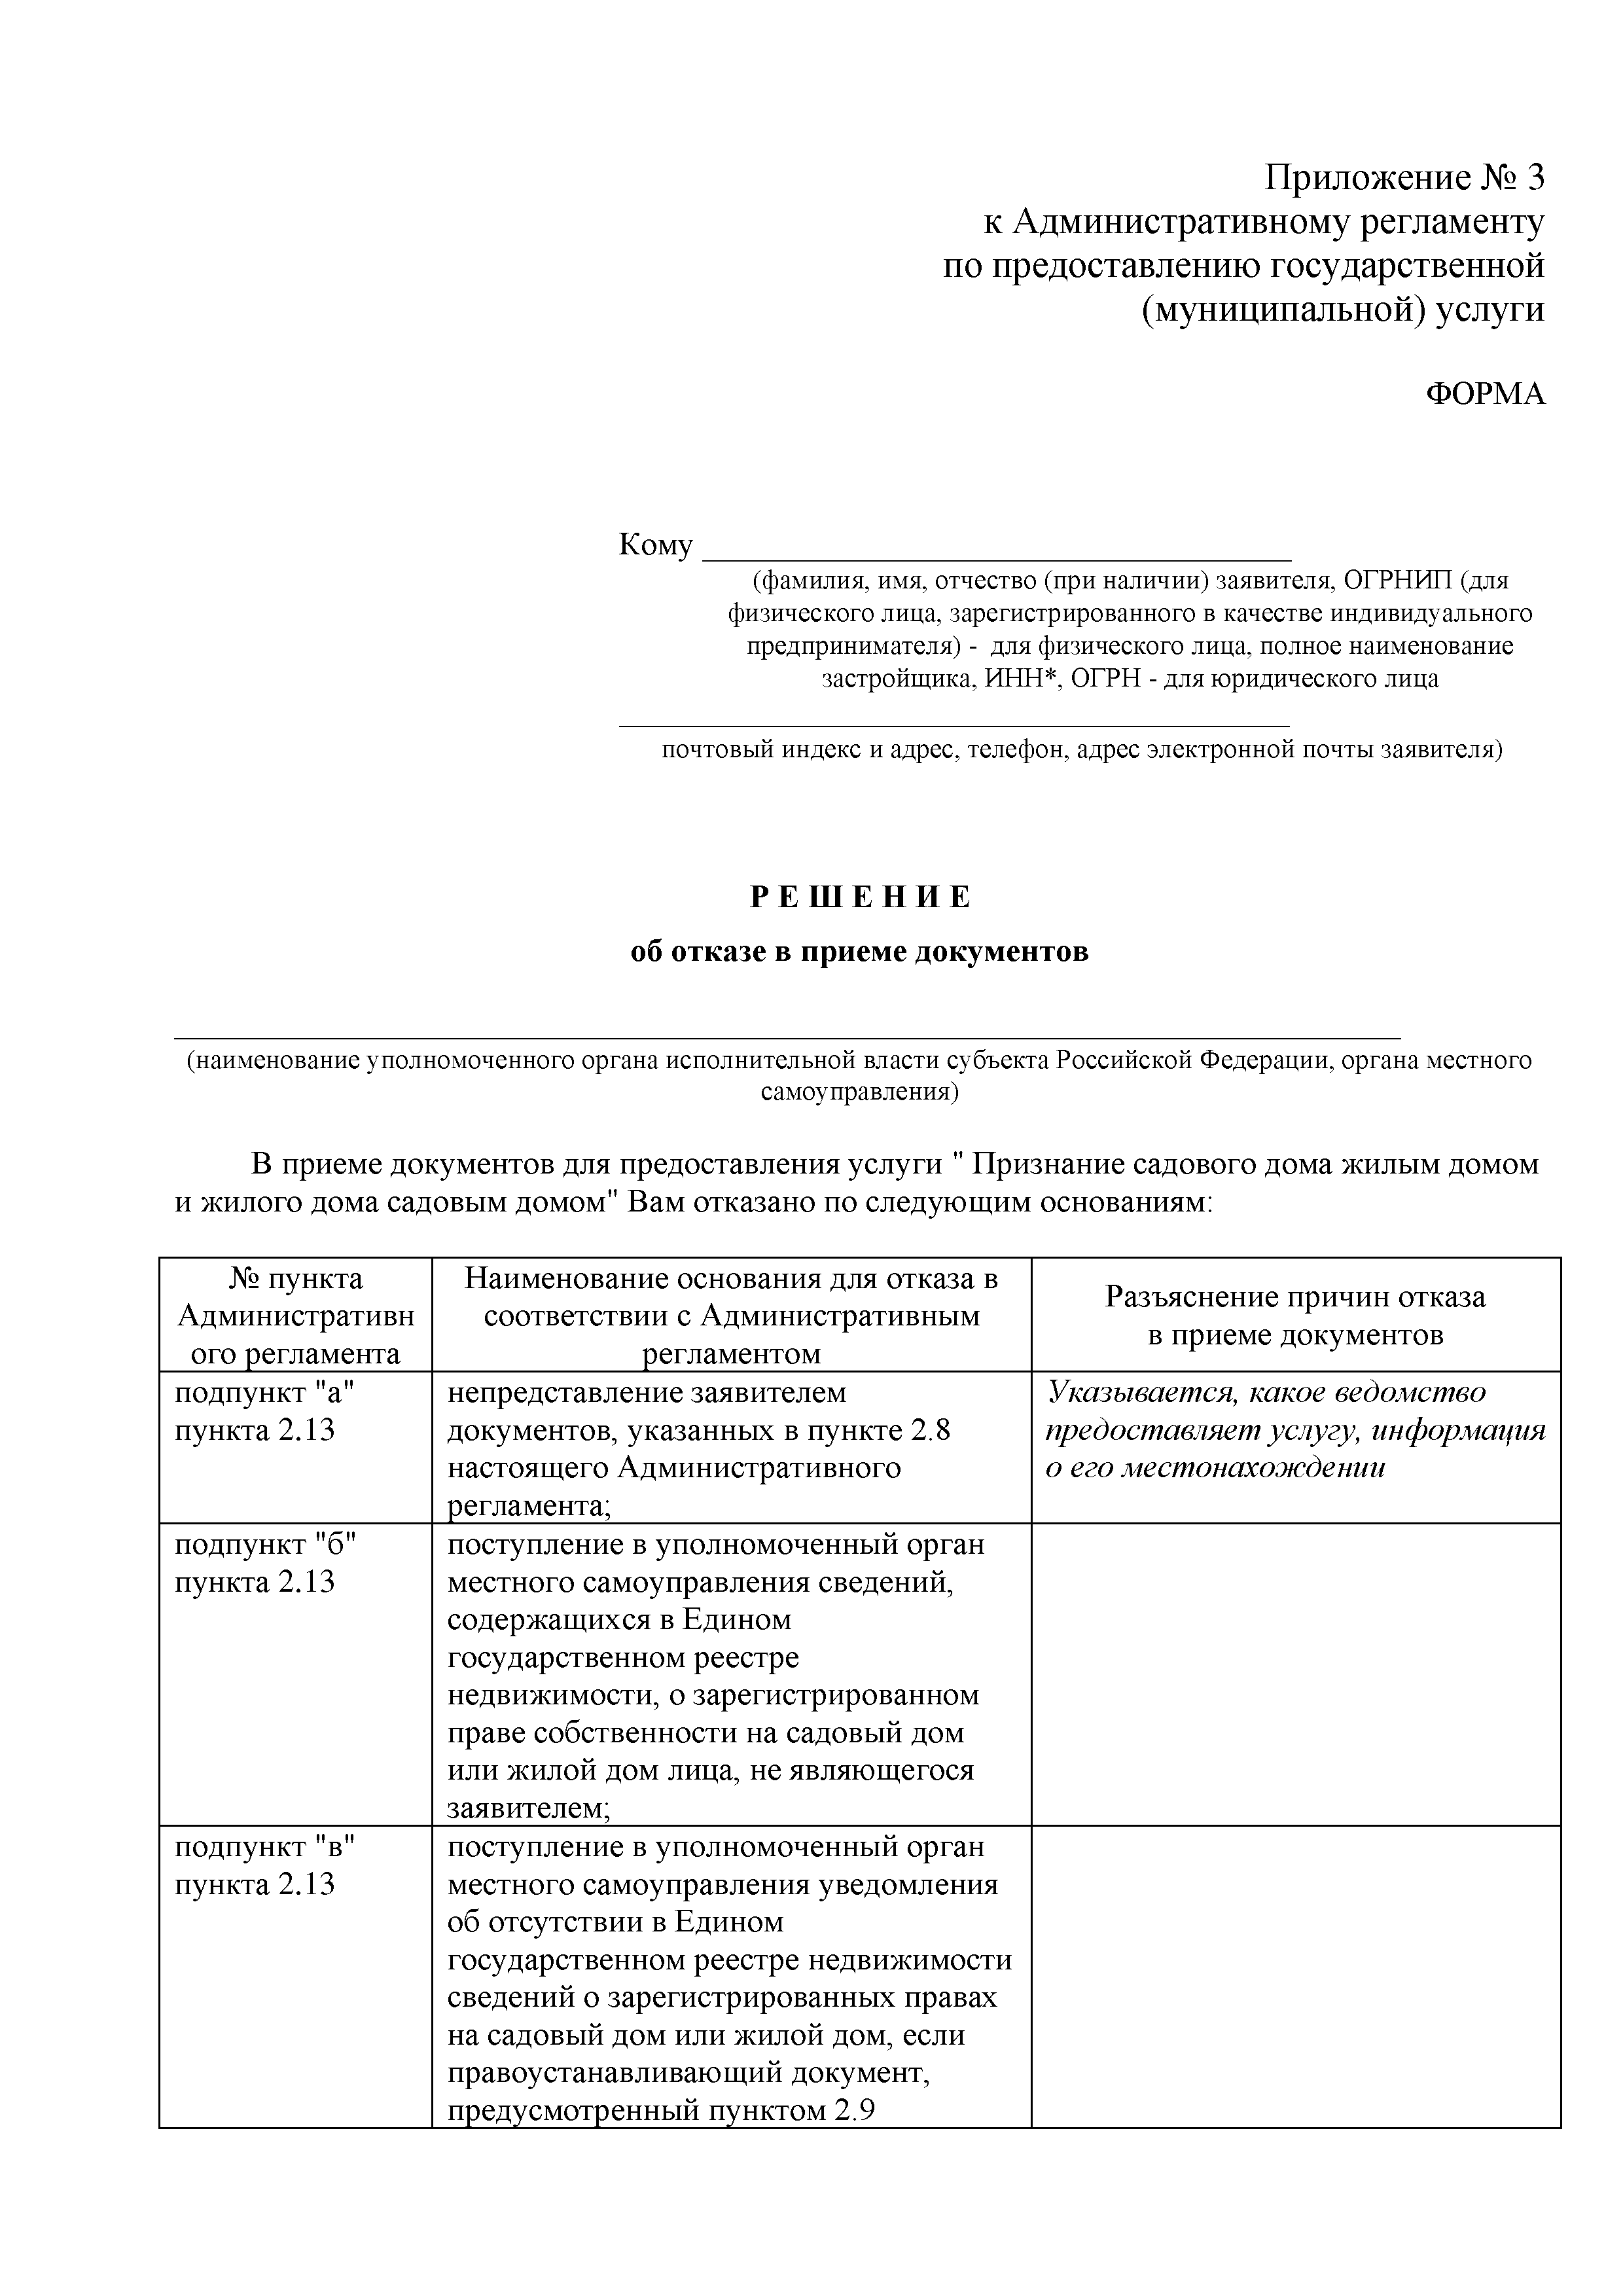 Приложение № 3
к Административному регламенту
по предоставлению государственной
(муниципальной) услуги
ФОРМА
Кому
(фамилия, имя, отчество (при наличии) заявителя, ОГРНИП (для
физического лица, зарегистрированного в качестве индивидуального
предпринимателя) - для физического лица, полное наименование
застройщика, ИНН*, ОГРН - для юридического лица
почтовый индекс и адрес, телефон, адрес электронной почты заявителя)
Р Е Ш Е Н И Е
об отказе в приеме документов
(наименование уполномоченного органа исполнительной власти субъекта Российской Федерации, органа местного
самоуправления)
В приеме документов для предоставления услуги " Признание садового дома жилым домом
и жилого дома садовым домом" Вам отказано по следующим основаниям:
№ пункта
Административн
ого регламента
Наименование основания для отказа в
соответствии с Административным
регламентом
Разъяснение причин отказа
в приеме документов
подпункт "а"
пункта 2.13
непредставление заявителем
документов, указанных в пункте 2.8
настоящего Административного
регламента;
Указывается, какое ведомство
предоставляет услугу, информация
о его местонахождении
подпункт "б"
пункта 2.13
поступление в уполномоченный орган
местного самоуправления сведений,
содержащихся в Едином
государственном реестре
недвижимости, о зарегистрированном
праве собственности на садовый дом
или жилой дом лица, не являющегося
заявителем;
подпункт "в"
пункта 2.13
поступление в уполномоченный орган
местного самоуправления уведомления
об отсутствии в Едином
государственном реестре недвижимости
сведений о зарегистрированных правах
на садовый дом или жилой дом, если
правоустанавливающий документ,
предусмотренный пунктом 2.9